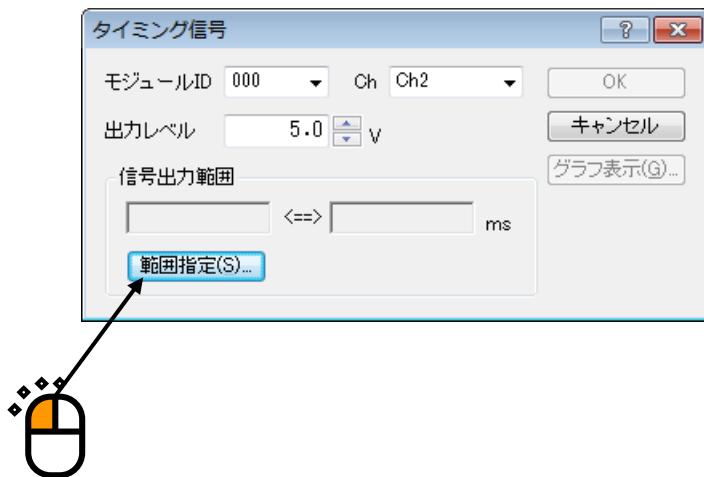 タイミング信号
モジュールID 000 Ch Ch2 OK
出力レベル 5.0 V キャンセル
グラフ表示(G)...
信号出力範囲
<==> ms
範囲指定(S)...